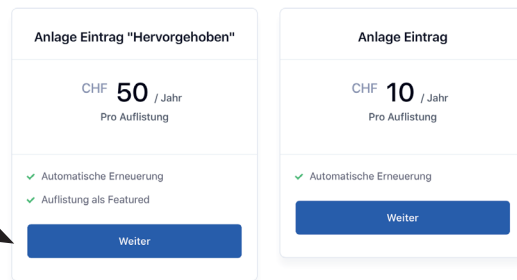 Anlage Eintrag "Hervorgehoben"
CHF 50 / Jahr
Pro Auflistung
Automatische Erneuerung
Auflistung als Featured
Weiter
Anlage Eintrag
CHF 10 / Jahr
Pro Auflistung
Automatische Erneuerung
Weiter